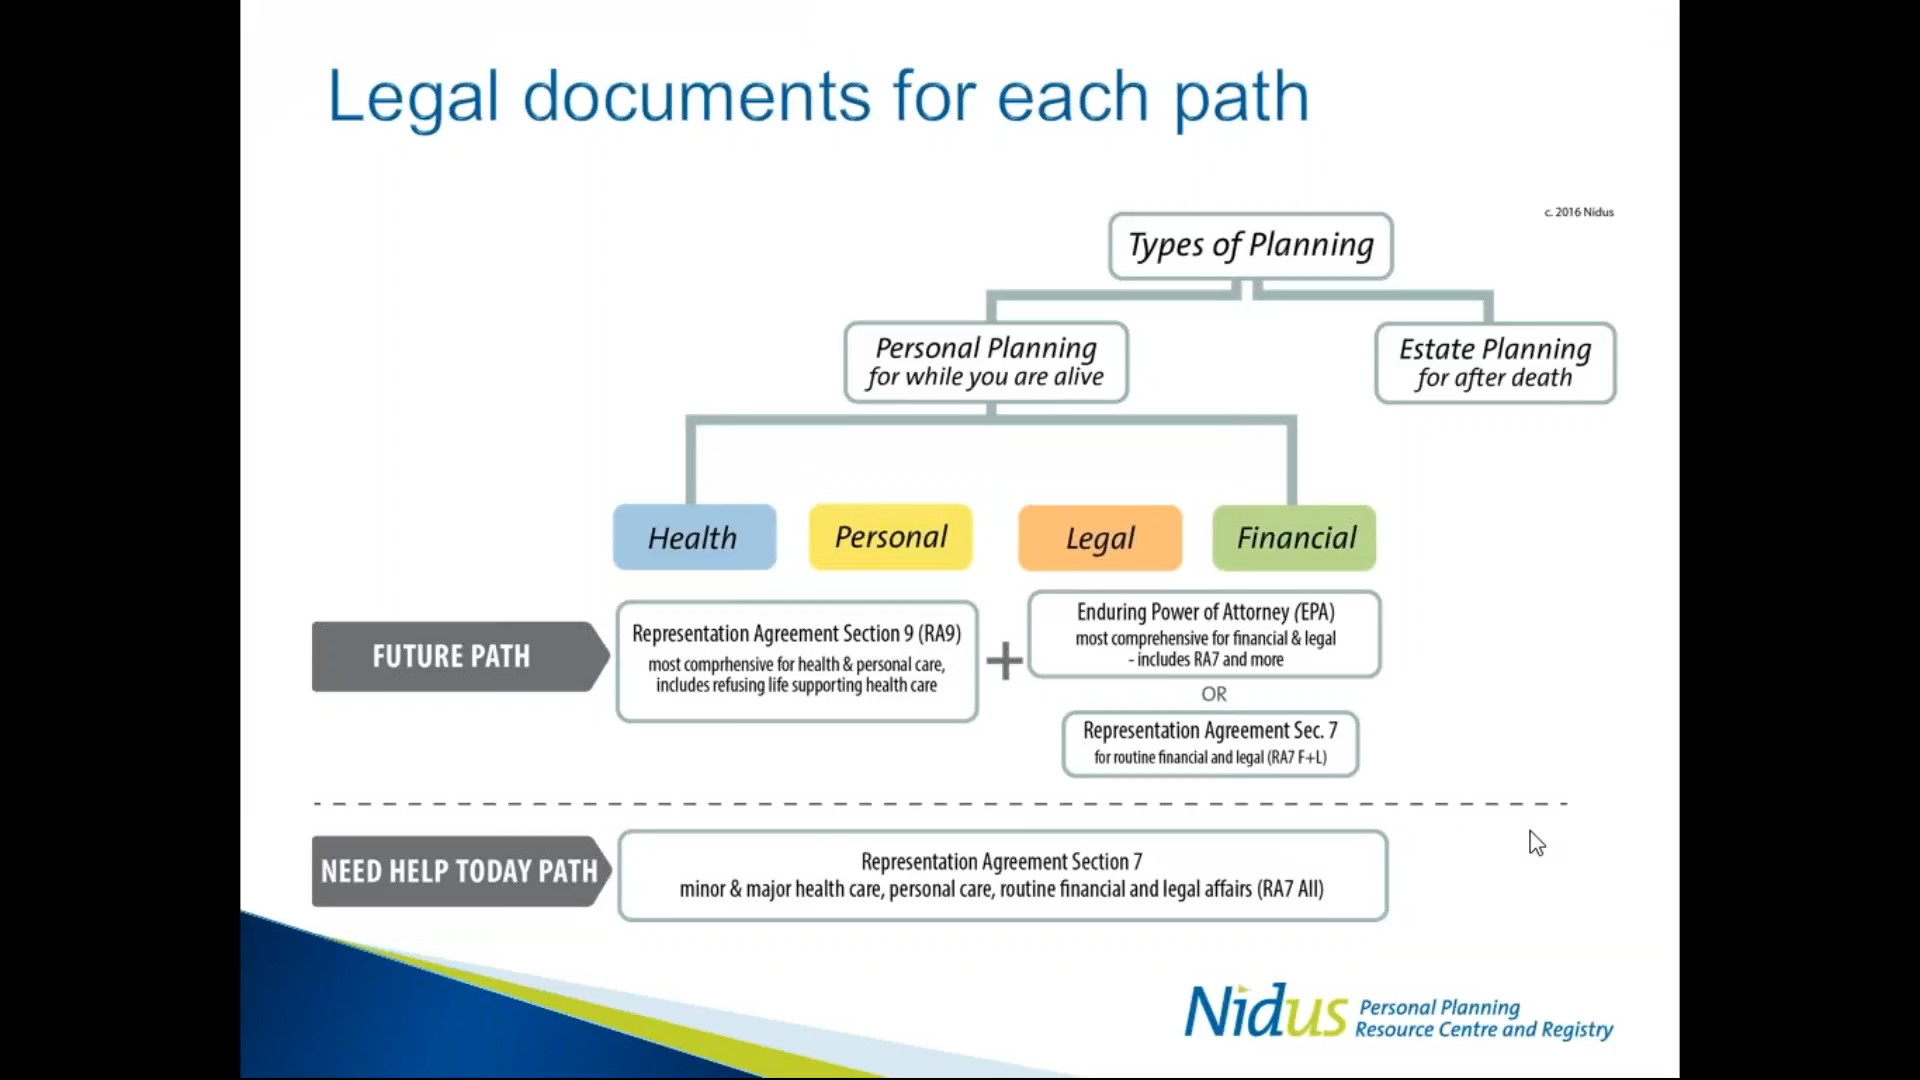 Legal documents for each path
c. 2016 Nidus
Types of Planning
Personal Planning
for while you are alive
Estate Planning
for after death
Health
Personal
Legal
Financial
FUTURE PATH
Representation Agreement Section 9 (RA9)
most comprhensive for health & personal care,
includes refusing life supporting health care
+
Enduring Power of Attorney (EPA)
most comprehensive for financial & legal
- includes RA7 and more
OR
Representation Agreement Sec. 7
for routine financial and legal (RA7 F+L)
NEED HELP TODAY PATH
Representation Agreement Section 7
minor & major health care, personal care, routine financial and legal affairs (RA7 All)
Nidus Personal Planning
Resource Centre and Registry